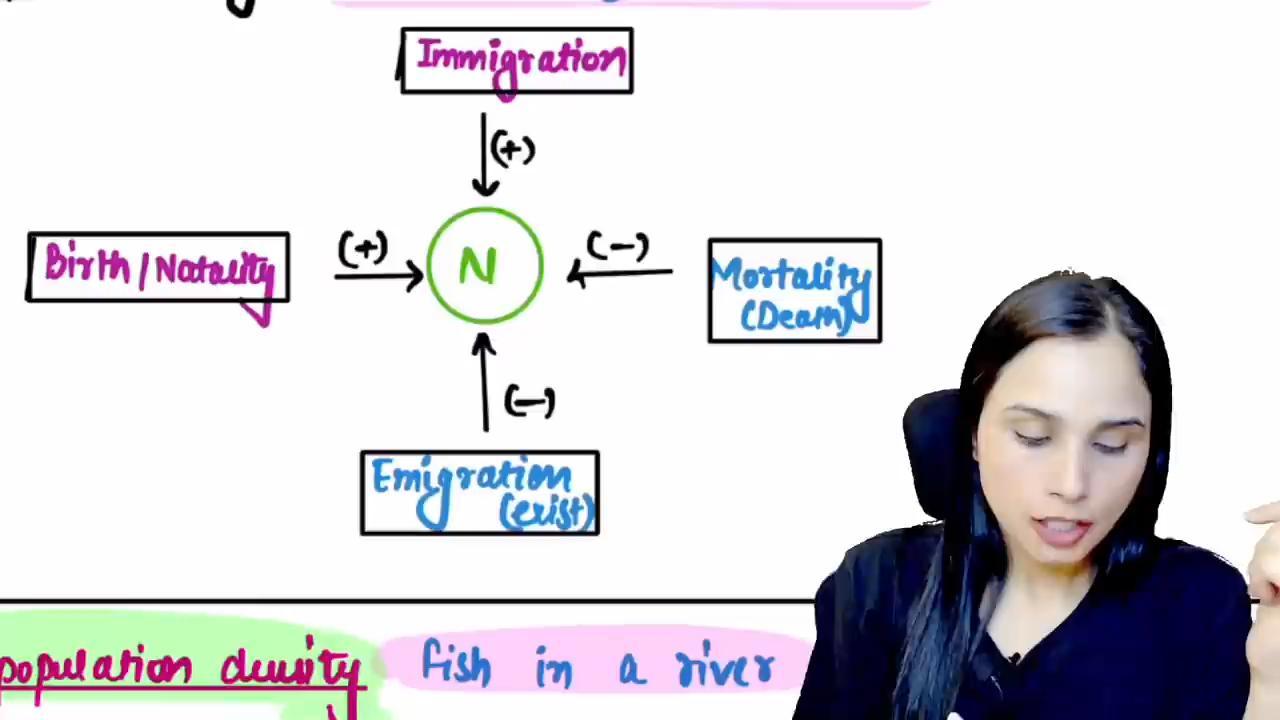 Immigration
(+)
Birth/Natality
(+)
N
(-)
Mortality
(Death)
(-)
Emigration
(exist)
population density
fish in a river